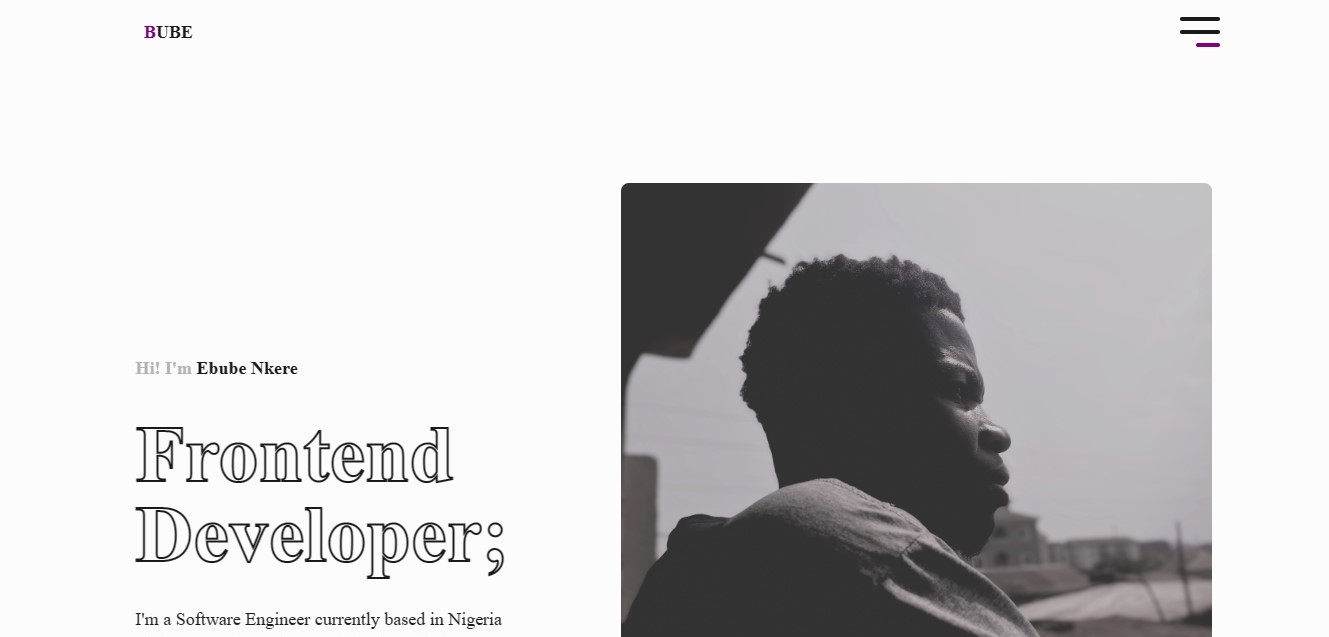 BUBE
Hi! I'm Ebube Nkere
Frontend
Developer;
I'm a Software Engineer currently based in Nigeria